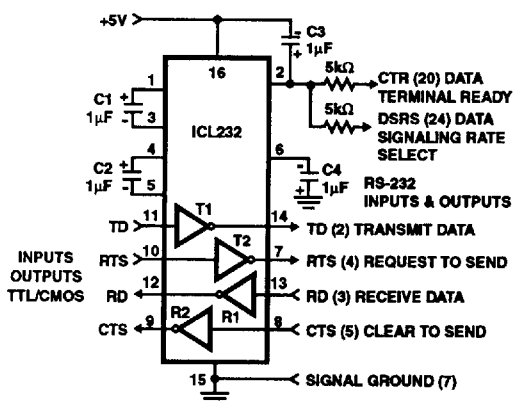 +5V
- C3
+ 1µF
16
2
5kΩ
CTR (20) DATA
TERMINAL READY
5kΩ
DSRS (24) DATA
SIGNALING RATE
SELECT
1
C1 +
1µF -
3
ICL232
4
C2 +
1µF -
5
6
- C4
+ 1µF
RS-232
INPUTS & OUTPUTS
TD 11 T1 14 TD (2) TRANSMIT DATA
RTS 10 T2 7 RTS (4) REQUEST TO SEND
INPUTS
OUTPUTS
TTL/CMOS
RD 12 R1 13 RD (3) RECEIVE DATA
CTS 9 R2 8 CTS (5) CLEAR TO SEND
15 SIGNAL GROUND (7)